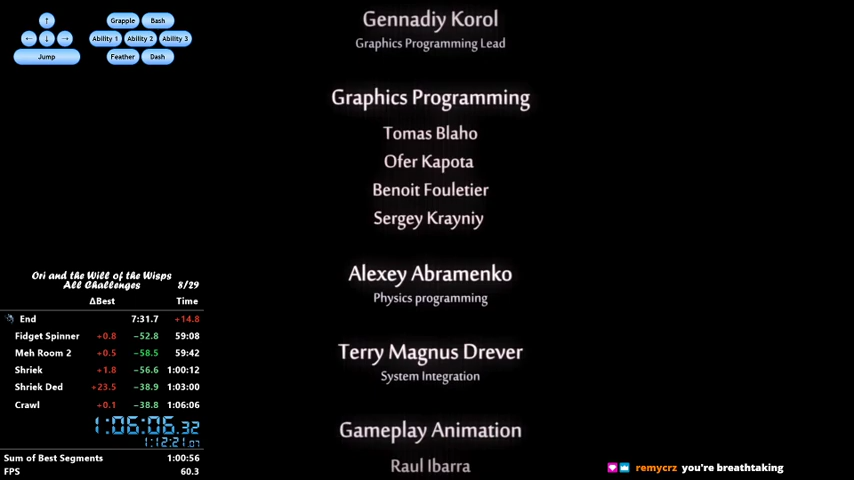 ↑
← ↓ →
Jump
Grapple Bash
Ability 1 Ability 2 Ability 3
Feather Dash
Gennadiy Korol
Graphics Programming Lead
Graphics Programming
Tomas Blaho
Ofer Kapota
Benoit Fouletier
Sergey Krayniy
Alexey Abramenko
Physics programming
Terry Magnus Drever
System Integration
Gameplay Animation
Raul Ibarra
Ori and the Will of the Wisps
All Challenges 8/29
ΔBest Time
End 7:31.7 +14.8
Fidget Spinner +0.8 −52.8 59:08
Meh Room 2 +0.5 −58.5 59:42
Shriek +1.8 −56.6 1:00:12
Shriek Ded +23.5 −38.9 1:03:00
Crawl +0.1 −38.8 1:06:06
1:06:06.32
1:12:21.07
Sum of Best Segments 1:00:56
FPS 60.3
remycrz you're breathtaking